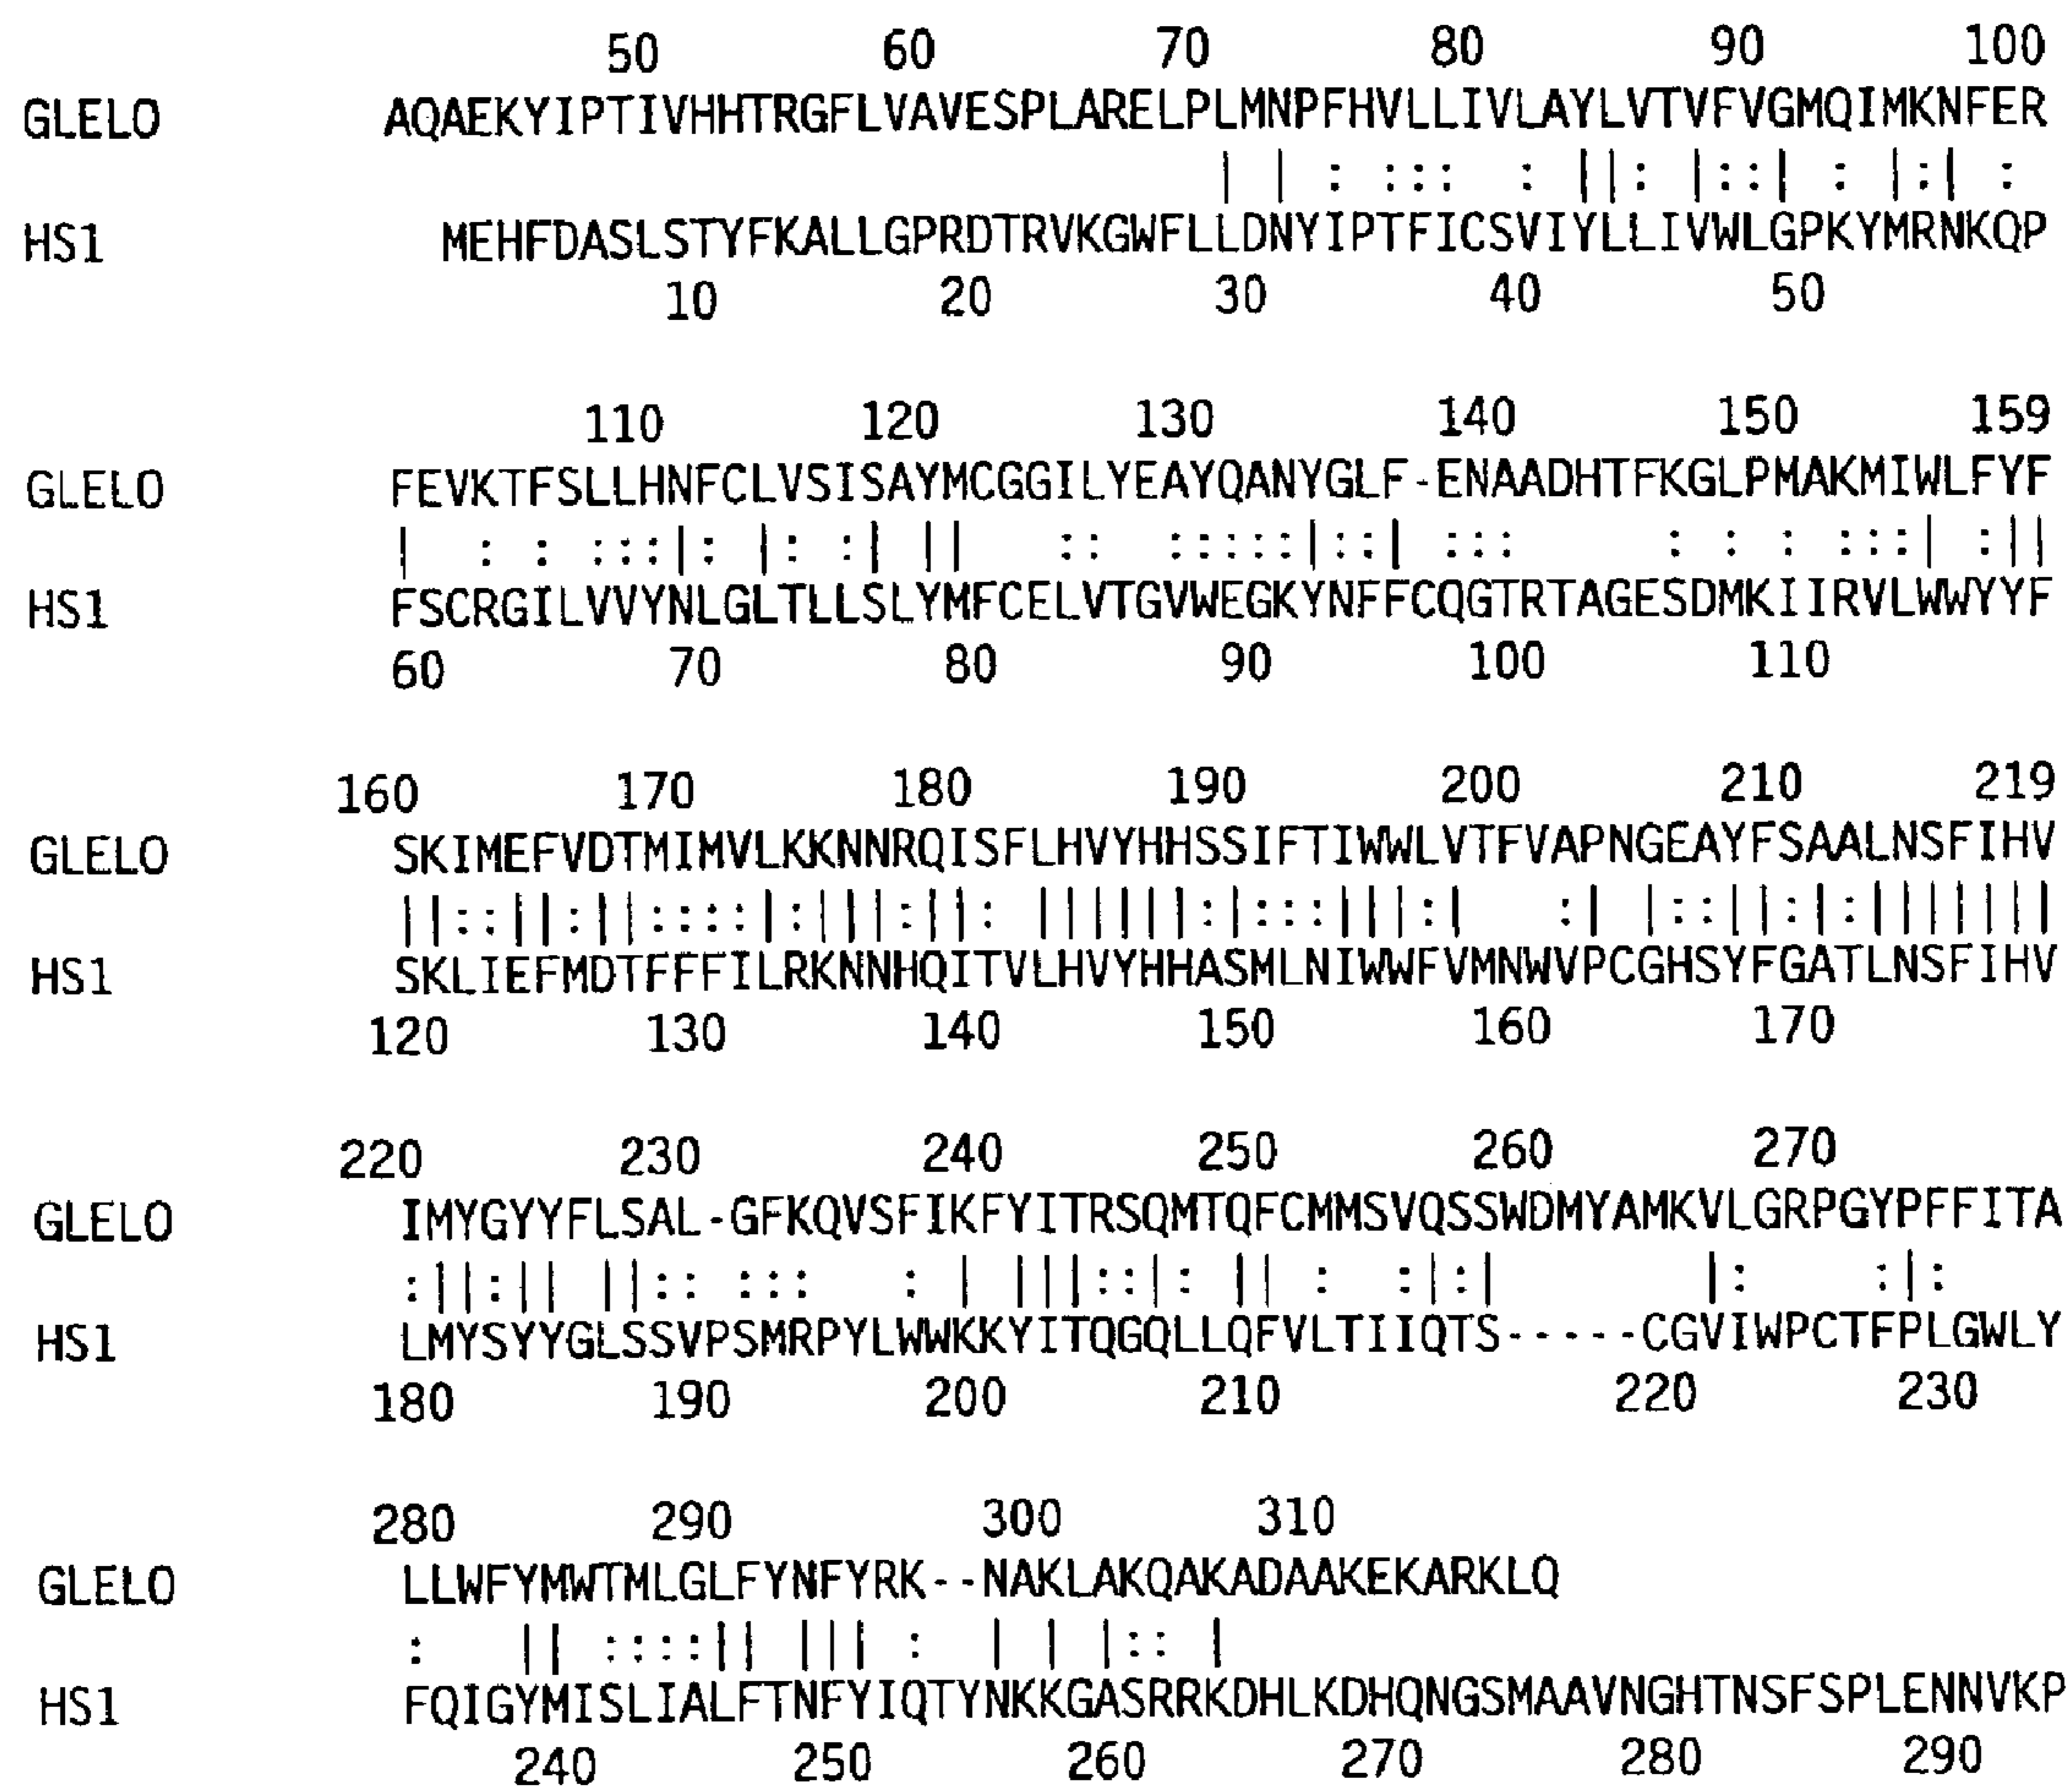 50 60 70 80 90 100
GLELO AQAEKYIPTIVHHTRGFLVAVESPLARELPLMNPFHVLLIVLAYLVTVFVGMQIMKNFER
| | : ::: : ||: |::| : |:| :
HS1 MEHFDASLSTYFKALLGPRDTRVKGWFLLDNYIPTFICSVIYLLIVWLGPKYMRNKQP
10 20 30 40 50
110 120 130 140 150 159
GLELO FEVKTFSLLHNFCLVSISAYMCGGILYEAYQANYGLF-ENAADHTFKGLPMAKMIWLFYF
| : : :::|: |: :| || :: :::::|::| ::: : : : :::| :||
HS1 FSCRGILVVYNLGLTLLSLYMFCELVTGVWEGKYNFFCQGTRTAGESDMKIIRVLWWYYF
60 70 80 90 100 110
160 170 180 190 200 210 219
GLELO SKIMEFVDTMIMVLKKNNRQISFLHVYHHSSIFTIWWLVTFVAPNGEAYFSAALNSFIHV
||::||:||::::|:|||:||: ||||||:|:::|||:| :| |::||:|:|||||||
HS1 SKLIEFMDTFFFILRKNNHQITVLHVYHHASMLNIWWFVMNWVPCGHSYFGATLNSFIHV
120 130 140 150 160 170
220 230 240 250 260 270
GLELO IMYGYYFLSAL-GFKQVSFIKFYITRSQMTQFCMMSVQSSWDMYAMKVLGRPGYPFFITA
:||:|| ||:: ::: : | |||::|: || : :|:| |: :|:
HS1 LMYSYYGLSSVPSMRPYLWWKKYITQGQLLQFVLTIIQTS-----CGVIWPCTFPLGWLY
180 190 200 210 220 230
280 290 300 310
GLELO LLWFYMWTMLGLFYNFYRK--NAKLAKQAKADAAKEKARKLQ
: || ::::|| ||| : | | |:: |
HS1 FQIGYMISLIALFTNFYIQTYNKKGASRRKDHLKDHQNGSMAAVNGHTNSFSPLENNVKP
240 250 260 270 280 290